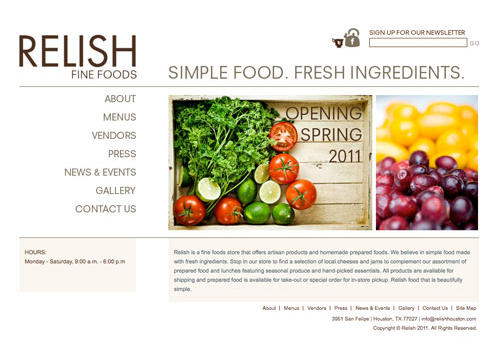 RELISH
FINE FOODS
SIGN UP FOR OUR NEWSLETTER
GO
SIMPLE FOOD. FRESH INGREDIENTS.
ABOUT
MENUS
VENDORS
PRESS
NEWS & EVENTS
GALLERY
CONTACT US
OPENING
SPRING
2011
HOURS:
Monday - Saturday, 9:00 a.m. - 6:00 p.m
Relish is a fine foods store that offers artisan products and homemade prepared foods. We believe in simple food made
with fresh ingredients. Stop in our store to find a selection of local cheeses and jams to complement our assortment of
prepared food and lunches featuring seasonal produce and hand-picked essentials. All products are available for
shipping and prepared food is available for take-out or special order for in-store pickup. Relish food that is beautifully
simple.
About | Menus | Vendors | Press | News & Events | Gallery | Contact Us | Site Map
3951 San Felipe | Houston, TX 77027 | info@relishhouston.com
Copyright © Relish 2011. All Rights Reserved.